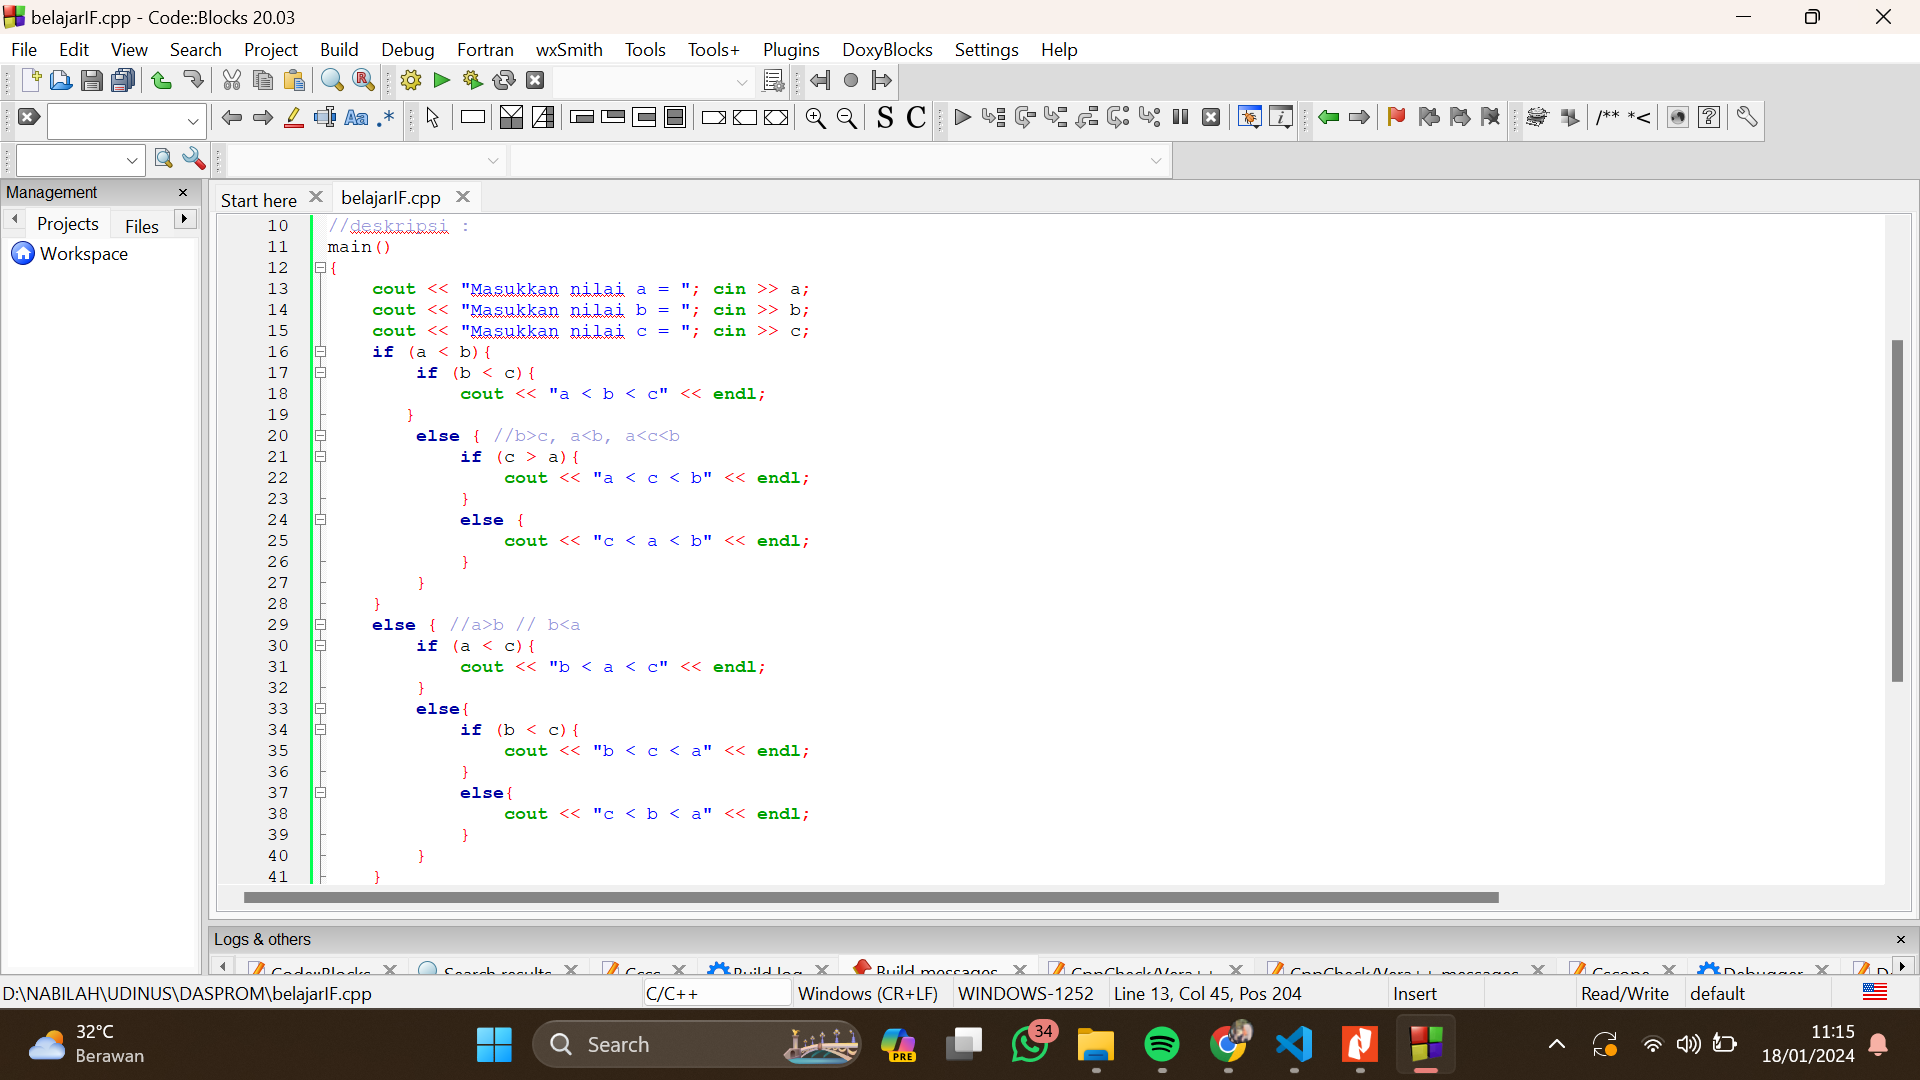 belajarIF.cpp - Code::Blocks 20.03
File Edit View Search Project Build Debug Fortran wxSmith Tools Tools+ Plugins DoxyBlocks Settings Help
S C /** *<
Management
Projects Files
Workspace
Start here belajarIF.cpp
10 //deskripsi :
11 main()
12 {
13 cout << "Masukkan nilai a = "; cin >> a;
14 cout << "Masukkan nilai b = "; cin >> b;
15 cout << "Masukkan nilai c = "; cin >> c;
16 if (a < b){
17 if (b < c){
18 cout << "a < b < c" << endl;
19 }
20 else { //b>c, a<b, a<c<b
21 if (c > a){
22 cout << "a < c < b" << endl;
23 }
24 else {
25 cout << "c < a < b" << endl;
26 }
27 }
28 }
29 else { //a>b // b<a
30 if (a < c){
31 cout << "b < a < c" << endl;
32 }
33 else{
34 if (b < c){
35 cout << "b < c < a" << endl;
36 }
37 else{
38 cout << "c < b < a" << endl;
39 }
40 }
41 }
Logs & others
Code::Blocks Search results Cccc Build log Build messages CppCheck/Vera++ CppCheck/Vera++ messages Cscope Debugger
D:\NABILAH\UDINUS\DASPROM\belajarIF.cpp C/C++ Windows (CR+LF) WINDOWS-1252 Line 13, Col 45, Pos 204 Insert Read/Write default
32°C
Berawan
Search
PRE
34
11:15
18/01/2024